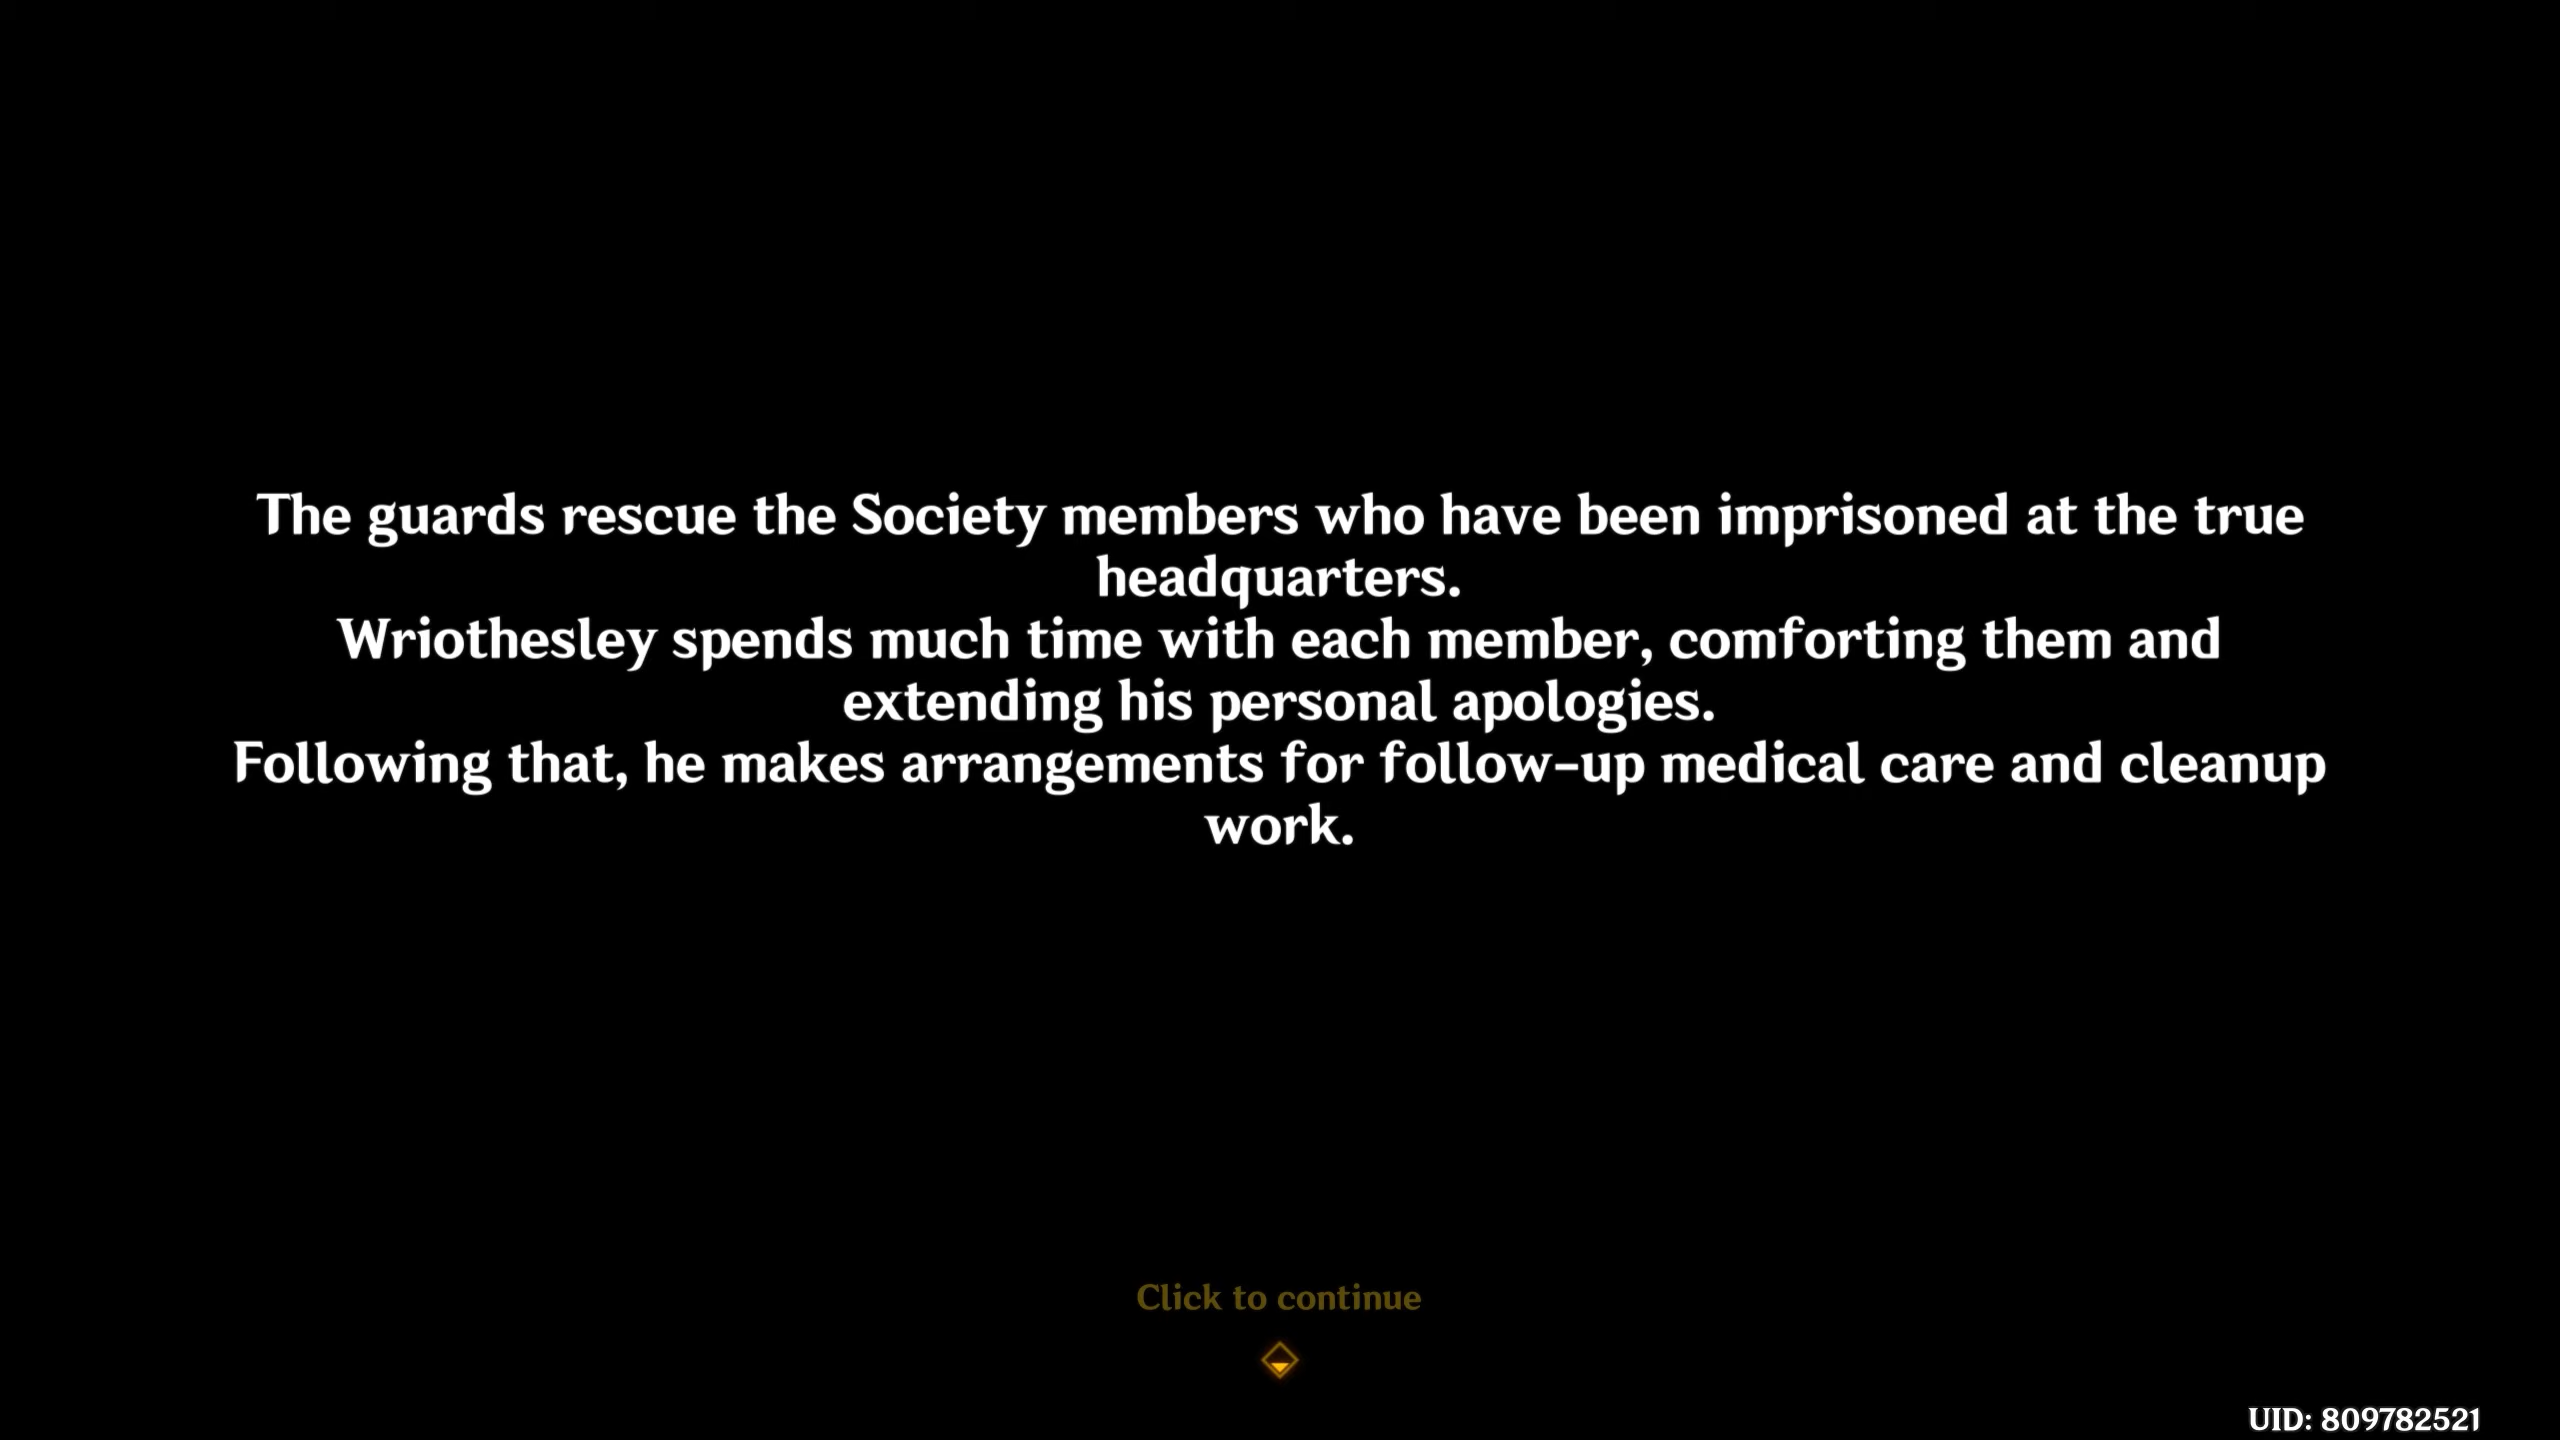 The guards rescue the Society members who have been imprisoned at the true
headquarters.
Wriothesley spends much time with each member, comforting them and
extending his personal apologies.
Following that, he makes arrangements for follow-up medical care and cleanup
work.
Click to continue
UID: 809782521